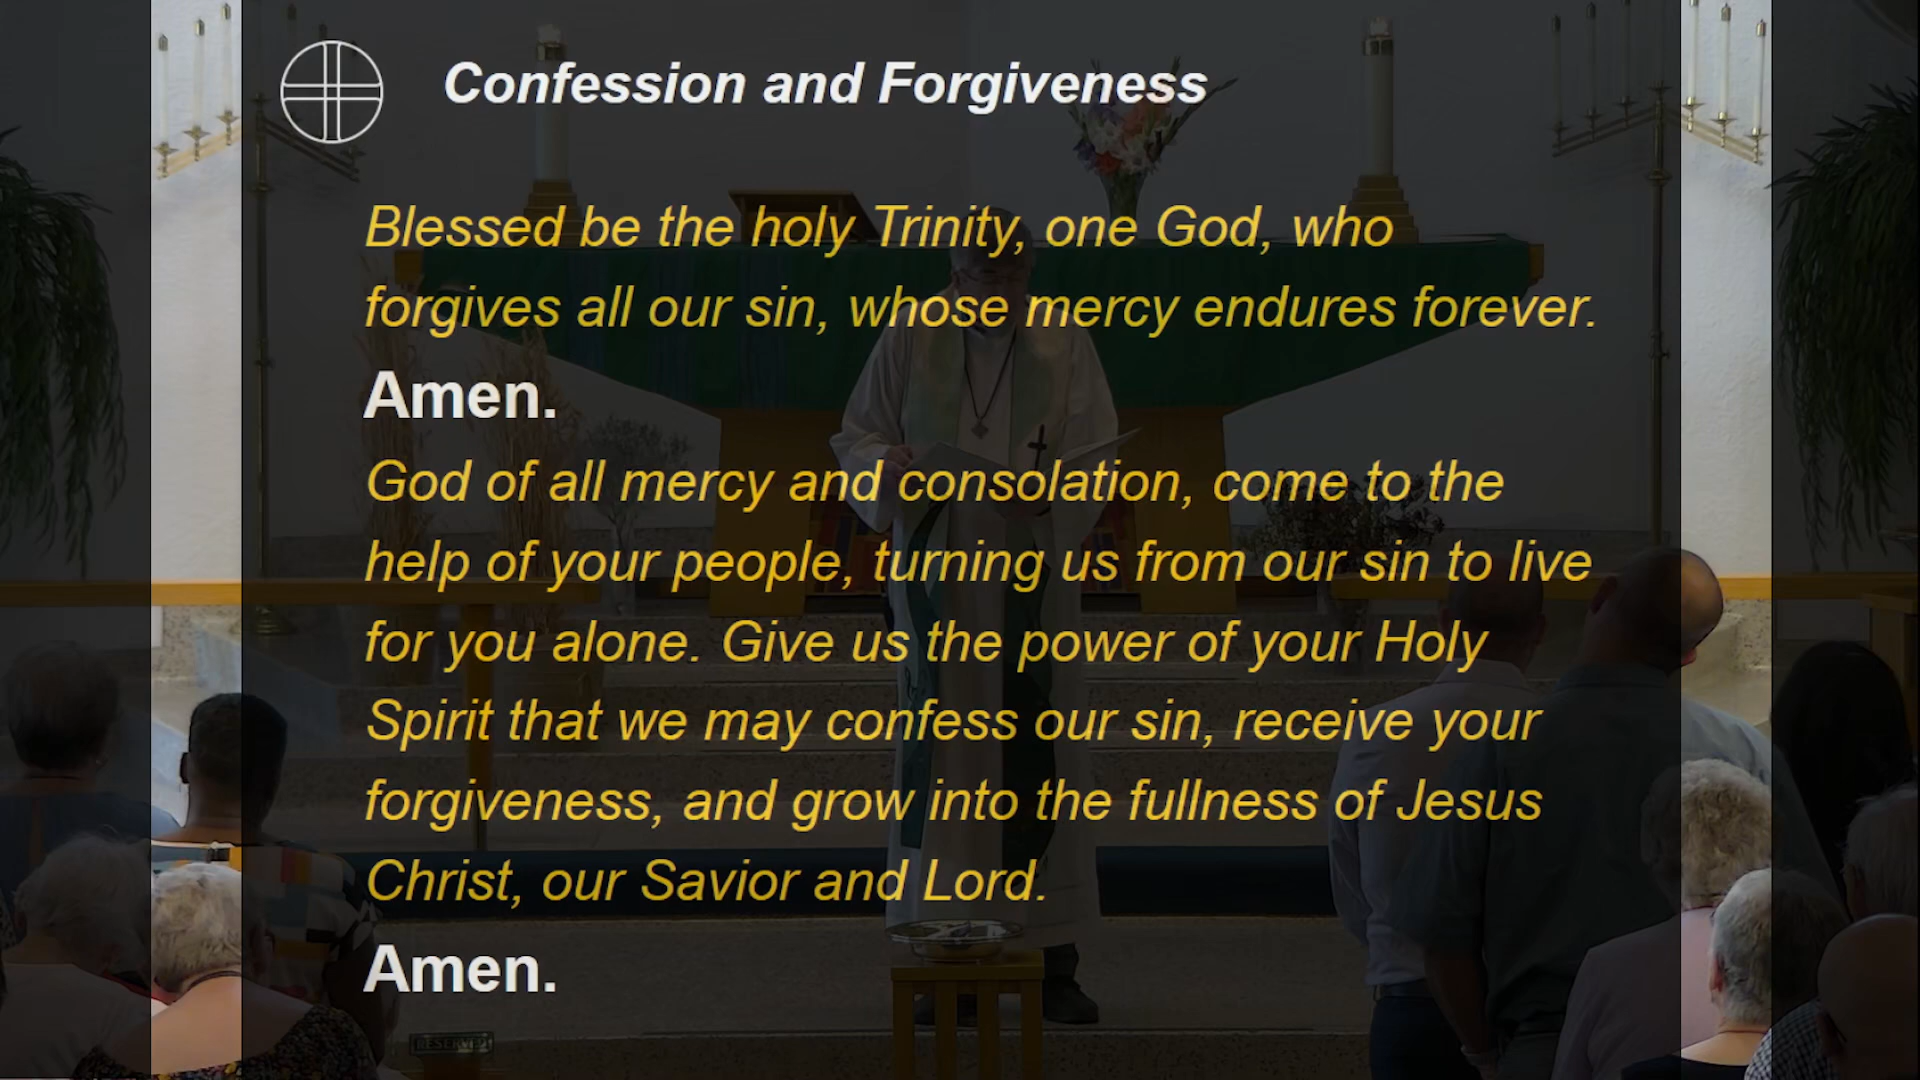 Confession and Forgiveness
Blessed be the holy Trinity, one God, who
forgives all our sin, whose mercy endures forever.
Amen.
God of all mercy and consolation, come to the
help of your people, turning us from our sin to live
for you alone. Give us the power of your Holy
Spirit that we may confess our sin, receive your
forgiveness, and grow into the fullness of Jesus
Christ, our Savior and Lord.
Amen.
RESERVED